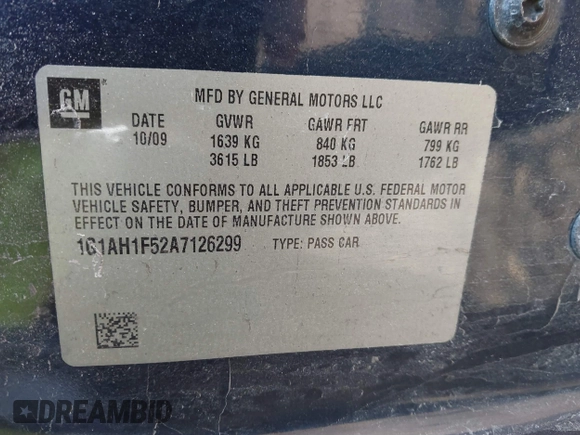 GM
MFD BY GENERAL MOTORS LLC
DATE GVWR GAWR FRT GAWR RR
10/09 1639 KG 840 KG 799 KG
3615 LB 1853 LB 1762 LB
THIS VEHICLE CONFORMS TO ALL APPLICABLE U.S. FEDERAL MOTOR
VEHICLE SAFETY, BUMPER, AND THEFT PREVENTION STANDARDS IN
EFFECT ON THE DATE OF MANUFACTURE SHOWN ABOVE.
1G1AH1F52A7126299 TYPE: PASS CAR
DREAMBID